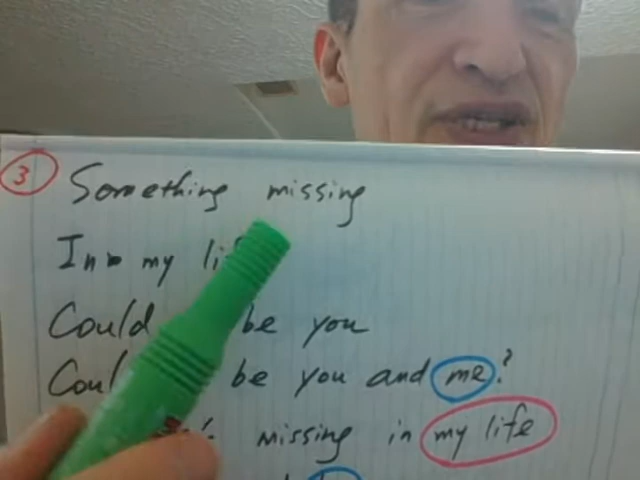 3 Something missing
In my
Could be you
be you and me?
missing in my life